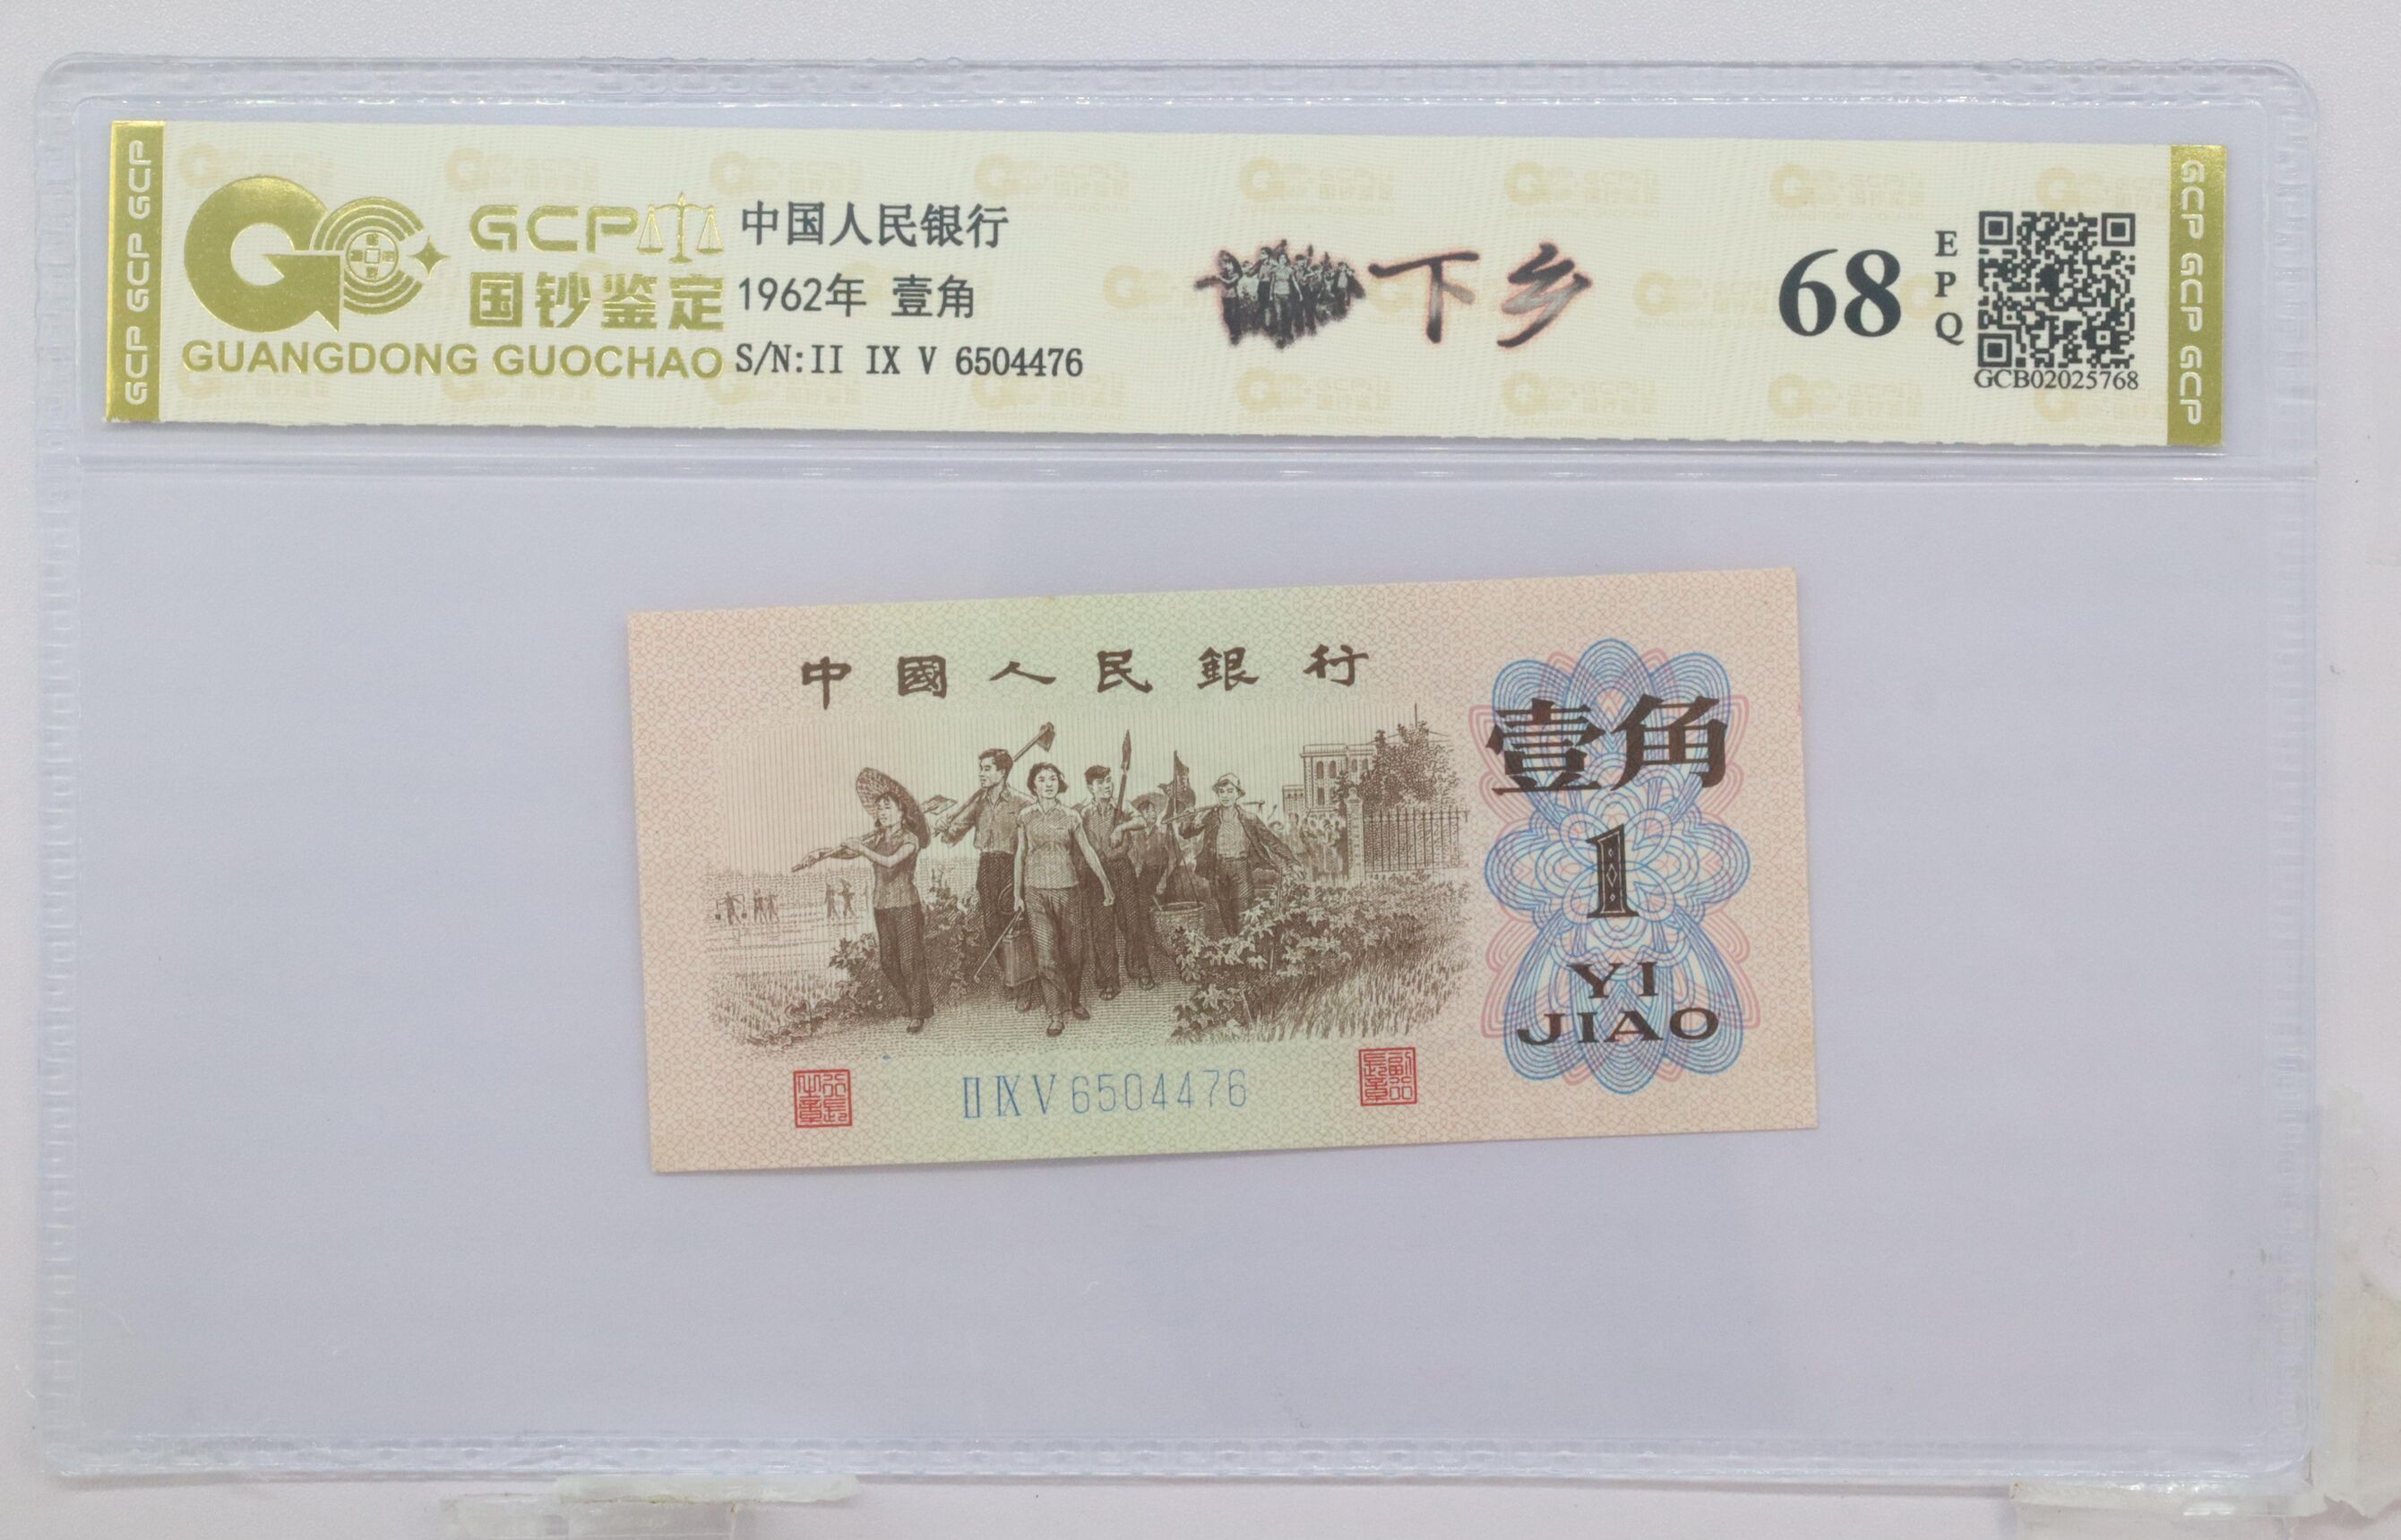 GCP GCP GCP
GCP
国钞鉴定
GUANGDONG GUOCHAO
中国人民银行
1962年 壹角
S/N:II IX V 6504476
下乡
68
EPQ
GCB02025768
GCP GCP GCP
中國人民銀行
壹角
1
YI
JIAO
II IX V 6504476